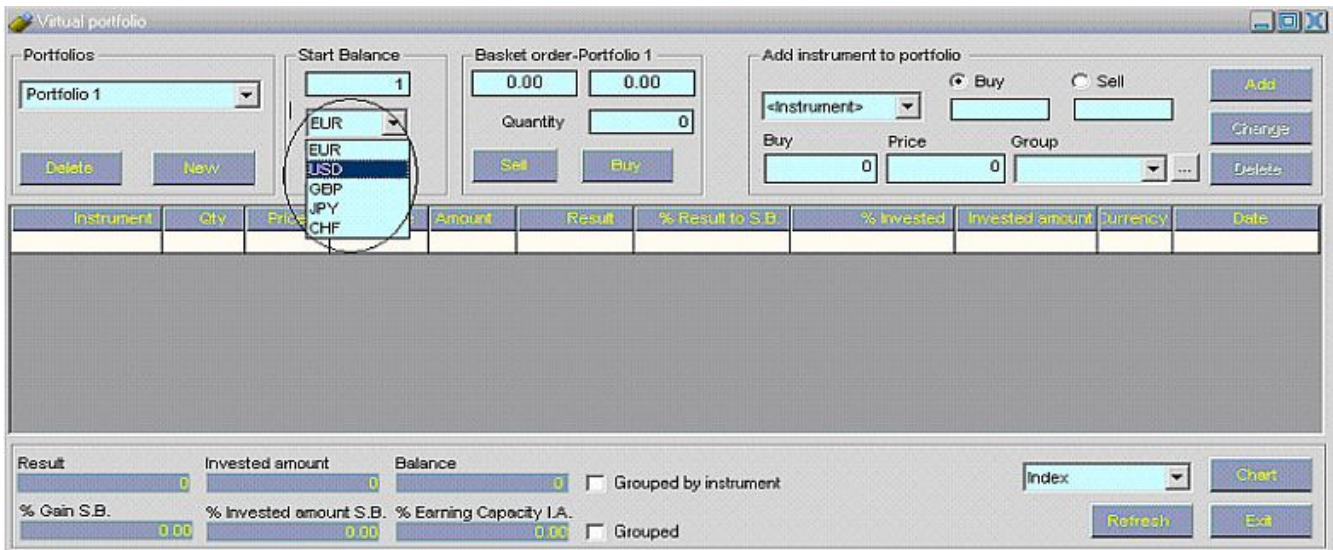 Virtual portfolio
Portfolios
Portfolio 1
Delete New
Start Balance
1
EUR
EUR
USD
GBP
JPY
CHF
Basket order-Portfolio 1
0.00 0.00
Quantity 0
Sell Buy
Add instrument to portfolio
Buy Sell
<Instrument>
Buy Price Group
0 0 ...
Add
Change
Delete
Instrument Qty Amount Result % Result to S.B. % Invested Invested amount Currency Date
Result Invested amount Balance
0 0 0 Grouped by instrument
% Gain S.B. % Invested amount S.B. % Earning Capacity I.A.
0.00 0.00 0.00 Grouped
Index Chart
Refresh Exit